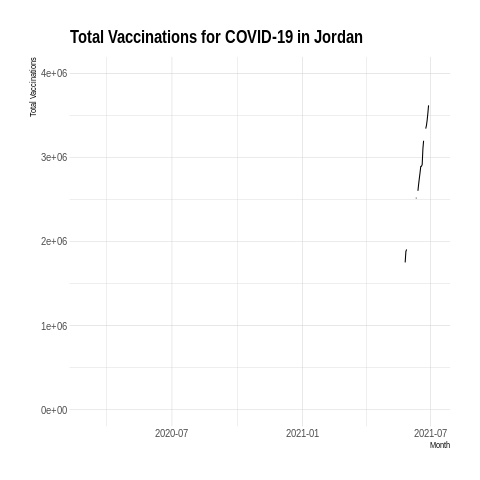 Total Vaccinations for COVID-19 in Jordan
Total Vaccinations
4e+06
3e+06
2e+06
1e+06
0e+00
2020-07 2021-01 2021-07
Month